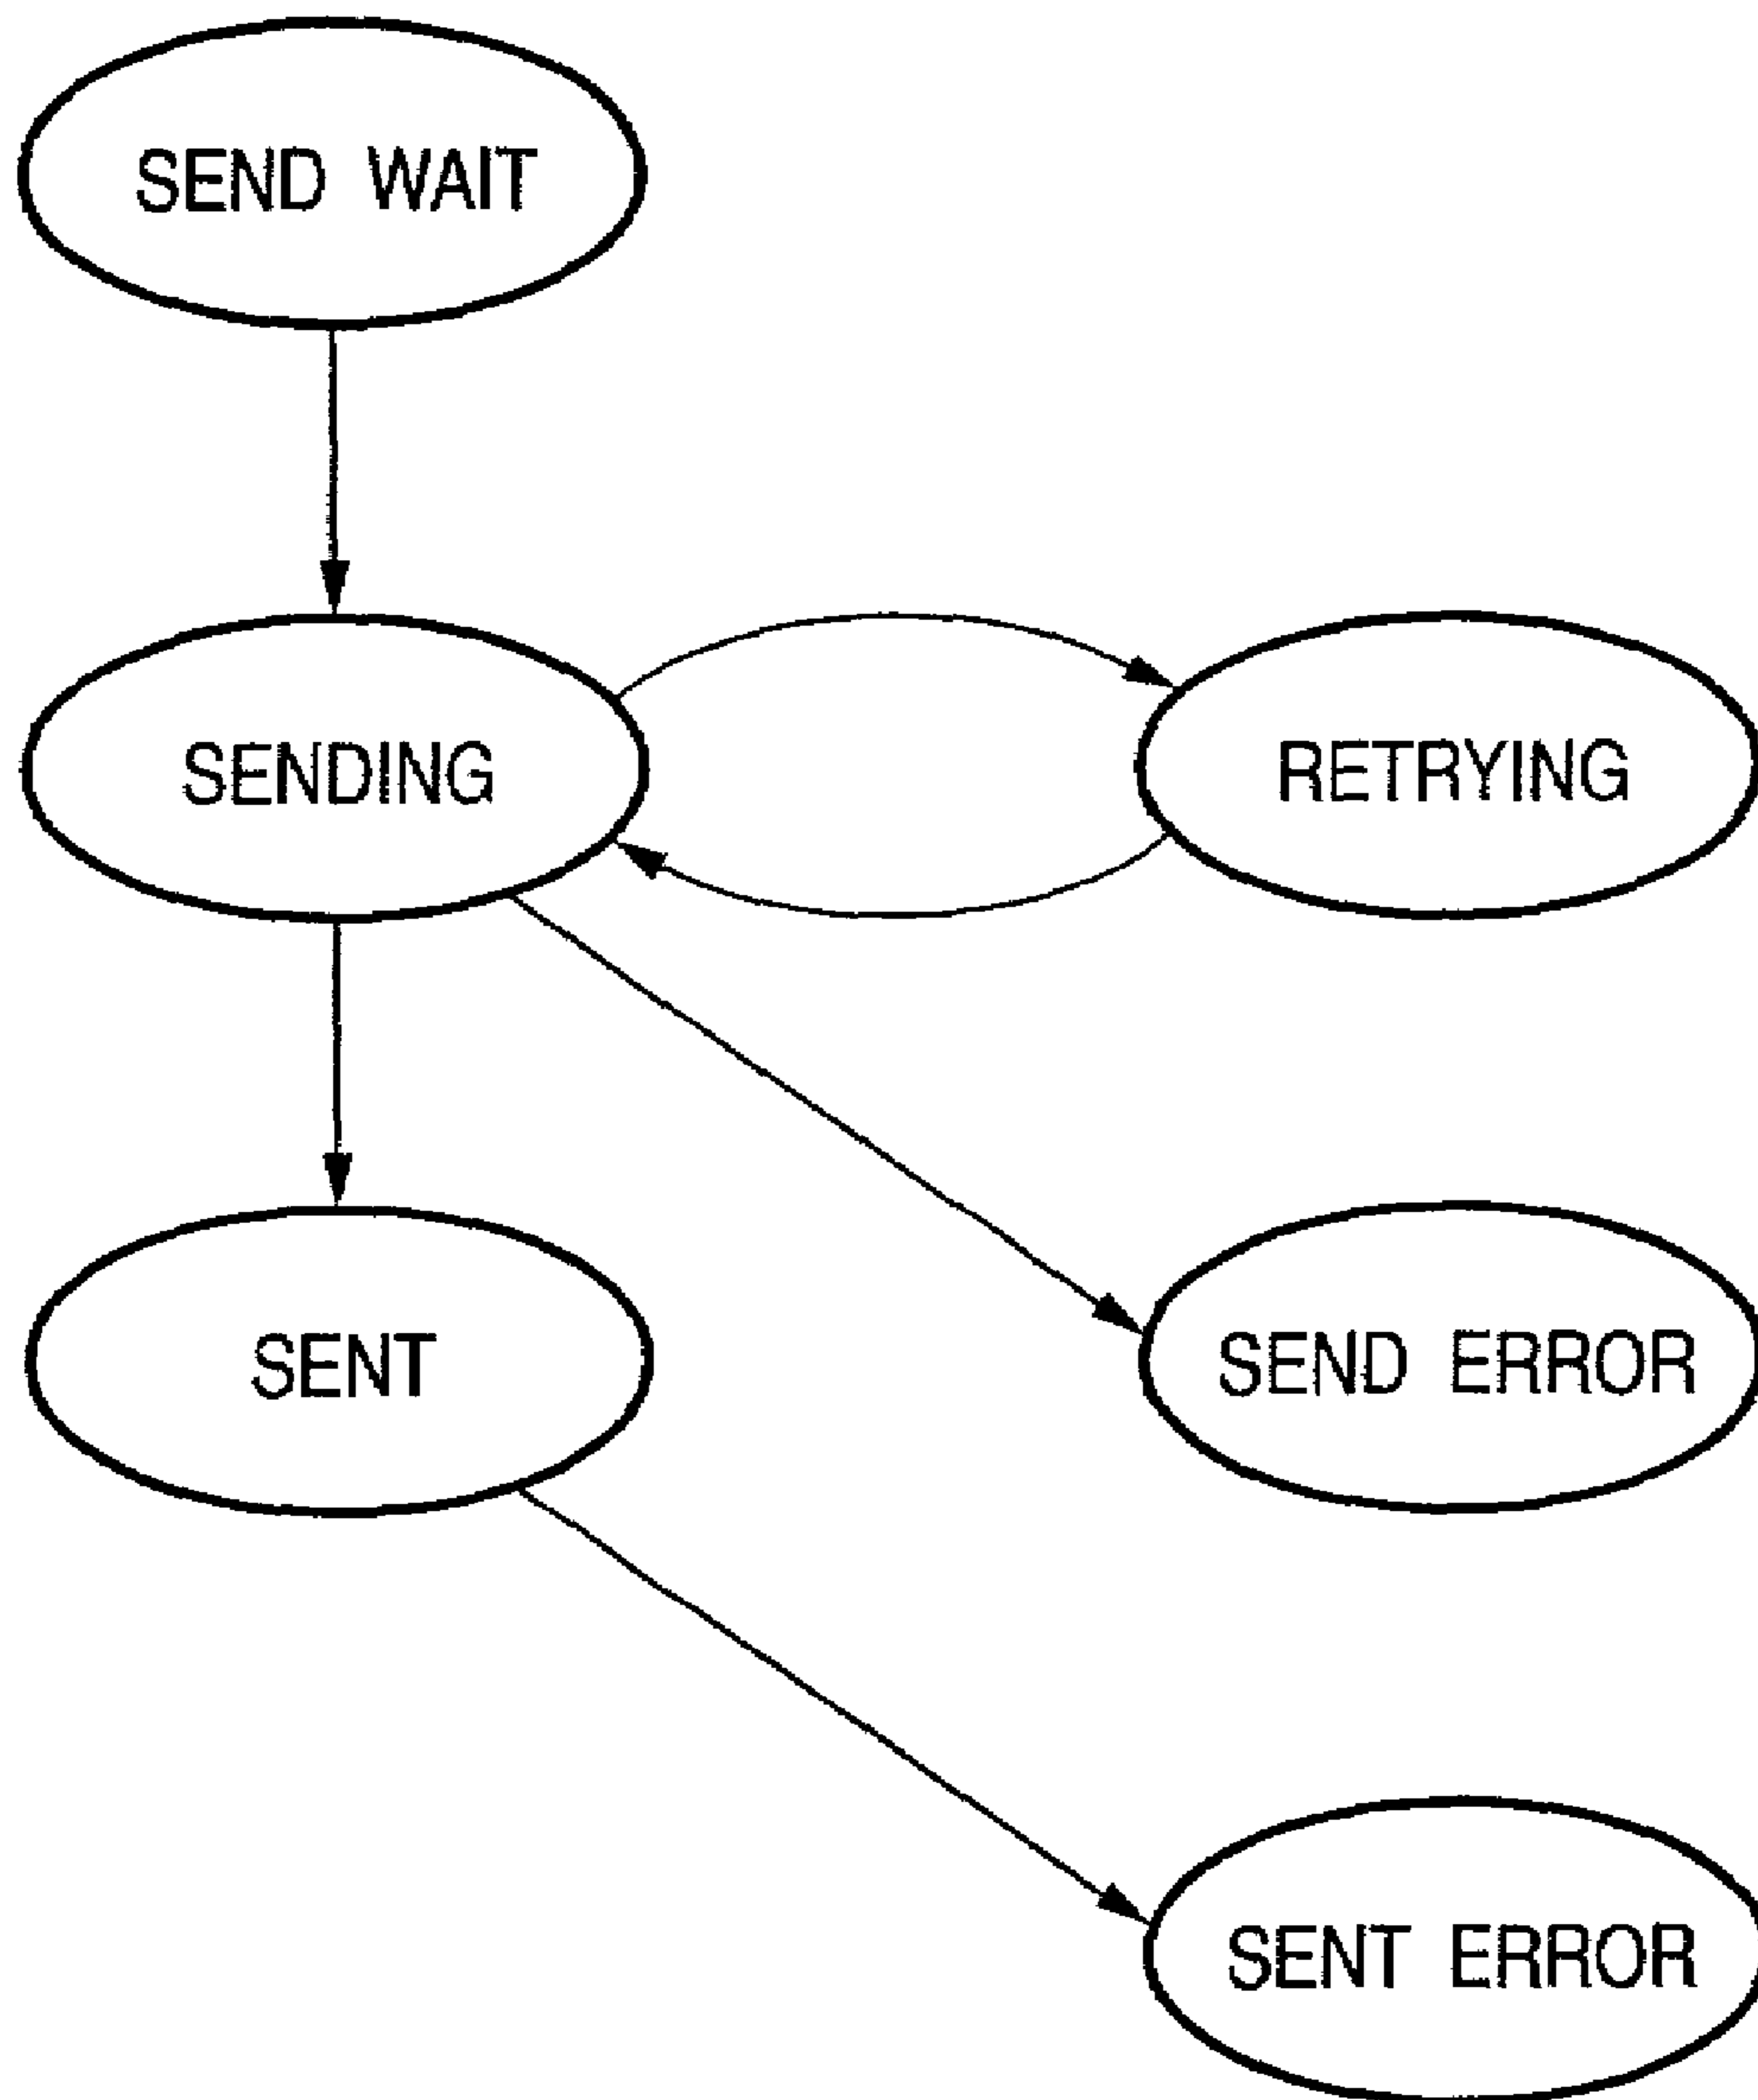 SEND WAIT
SENDING
RETRYING
SENT
SEND ERROR
SENT ERROR